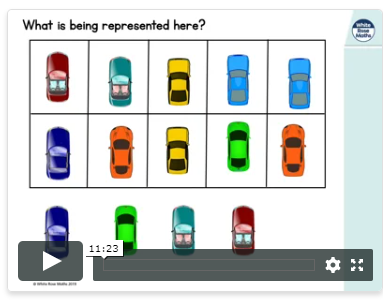 What is being represented here?
White
Rose
Maths
11:23
© White Rose Maths 2019